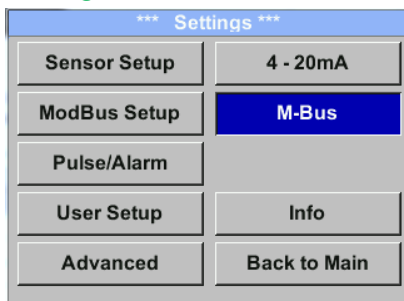 *** Settings ***
Sensor Setup
4 - 20mA
ModBus Setup
M-Bus
Pulse/Alarm
User Setup
Info
Advanced
Back to Main